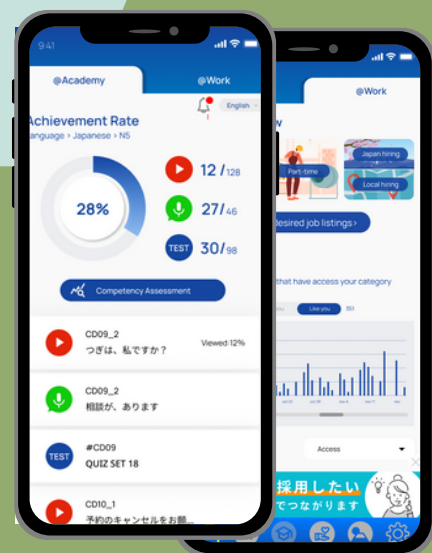 9:41
@Academy
@Work
English
Achievement Rate
anguage > Japanese > N5
28%
12 / 128
27 / 46
TEST
30 / 98
Competency Assessment
CD09_2
つぎは、私ですか？
Viewed:12%
CD09_2
相談が、あります
TEST
#CD09
QUIZ SET 18
CD10_1
予約のキャンセルをお願...
@Work
Part-time
Japan hiring
Local hiring
desired job listings >
that have access your category
Like you
351
Access
採用したい
でつながります